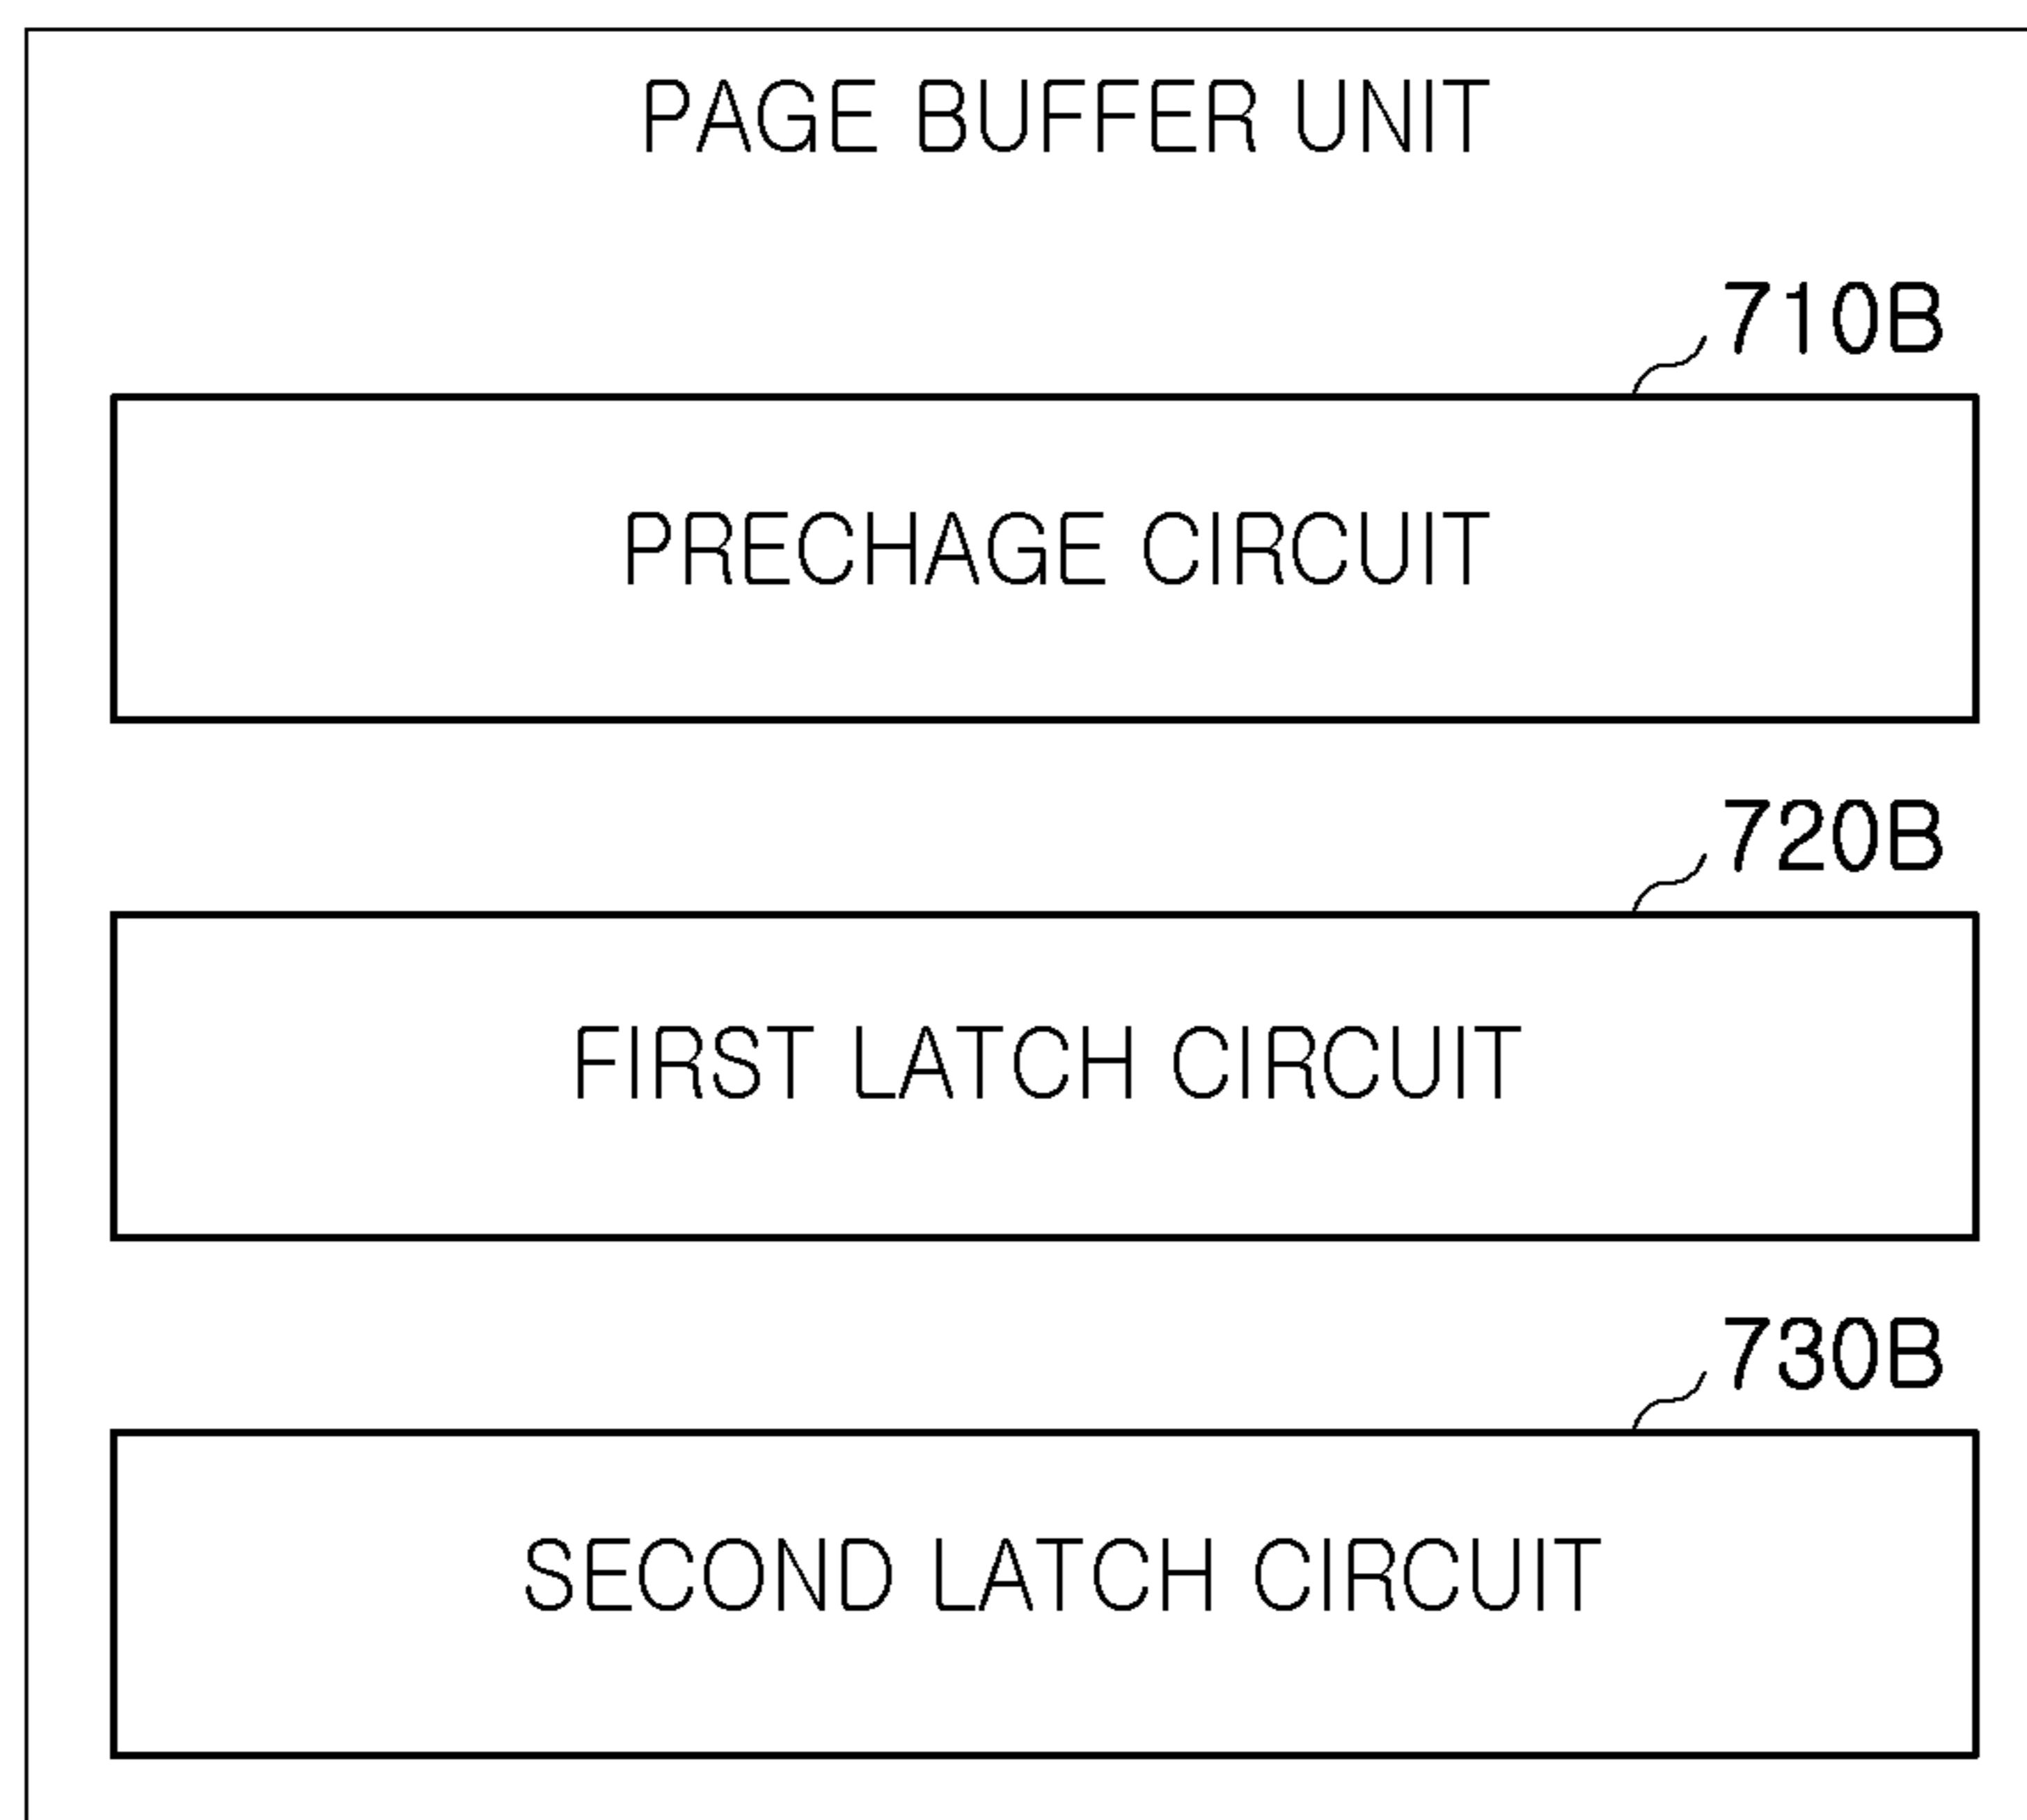 PAGE BUFFER UNIT
710B
PRECHAGE CIRCUIT
720B
FIRST LATCH CIRCUIT
730B
SECOND LATCH CIRCUIT